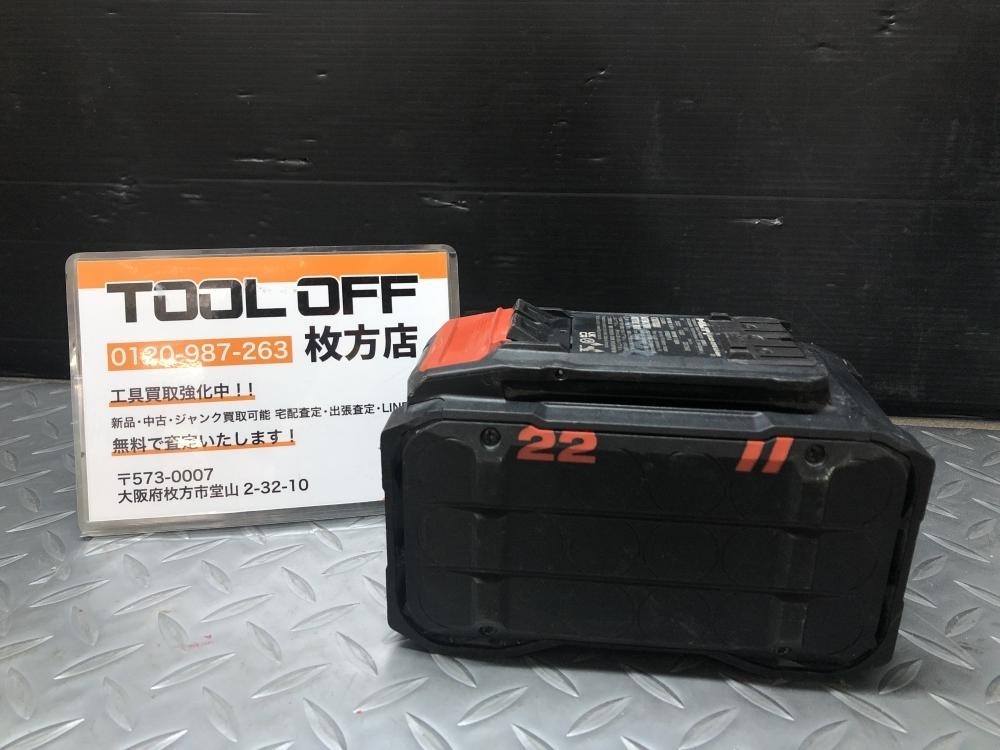 TOOL OFF
0120-987-263 枚方店
工具買取強化中！！
新品・中古・ジャンク買取可能 宅配査定・出張査定・LINE
無料で査定いたします！
〒573-0007
大阪府枚方市堂山 2-32-10
22